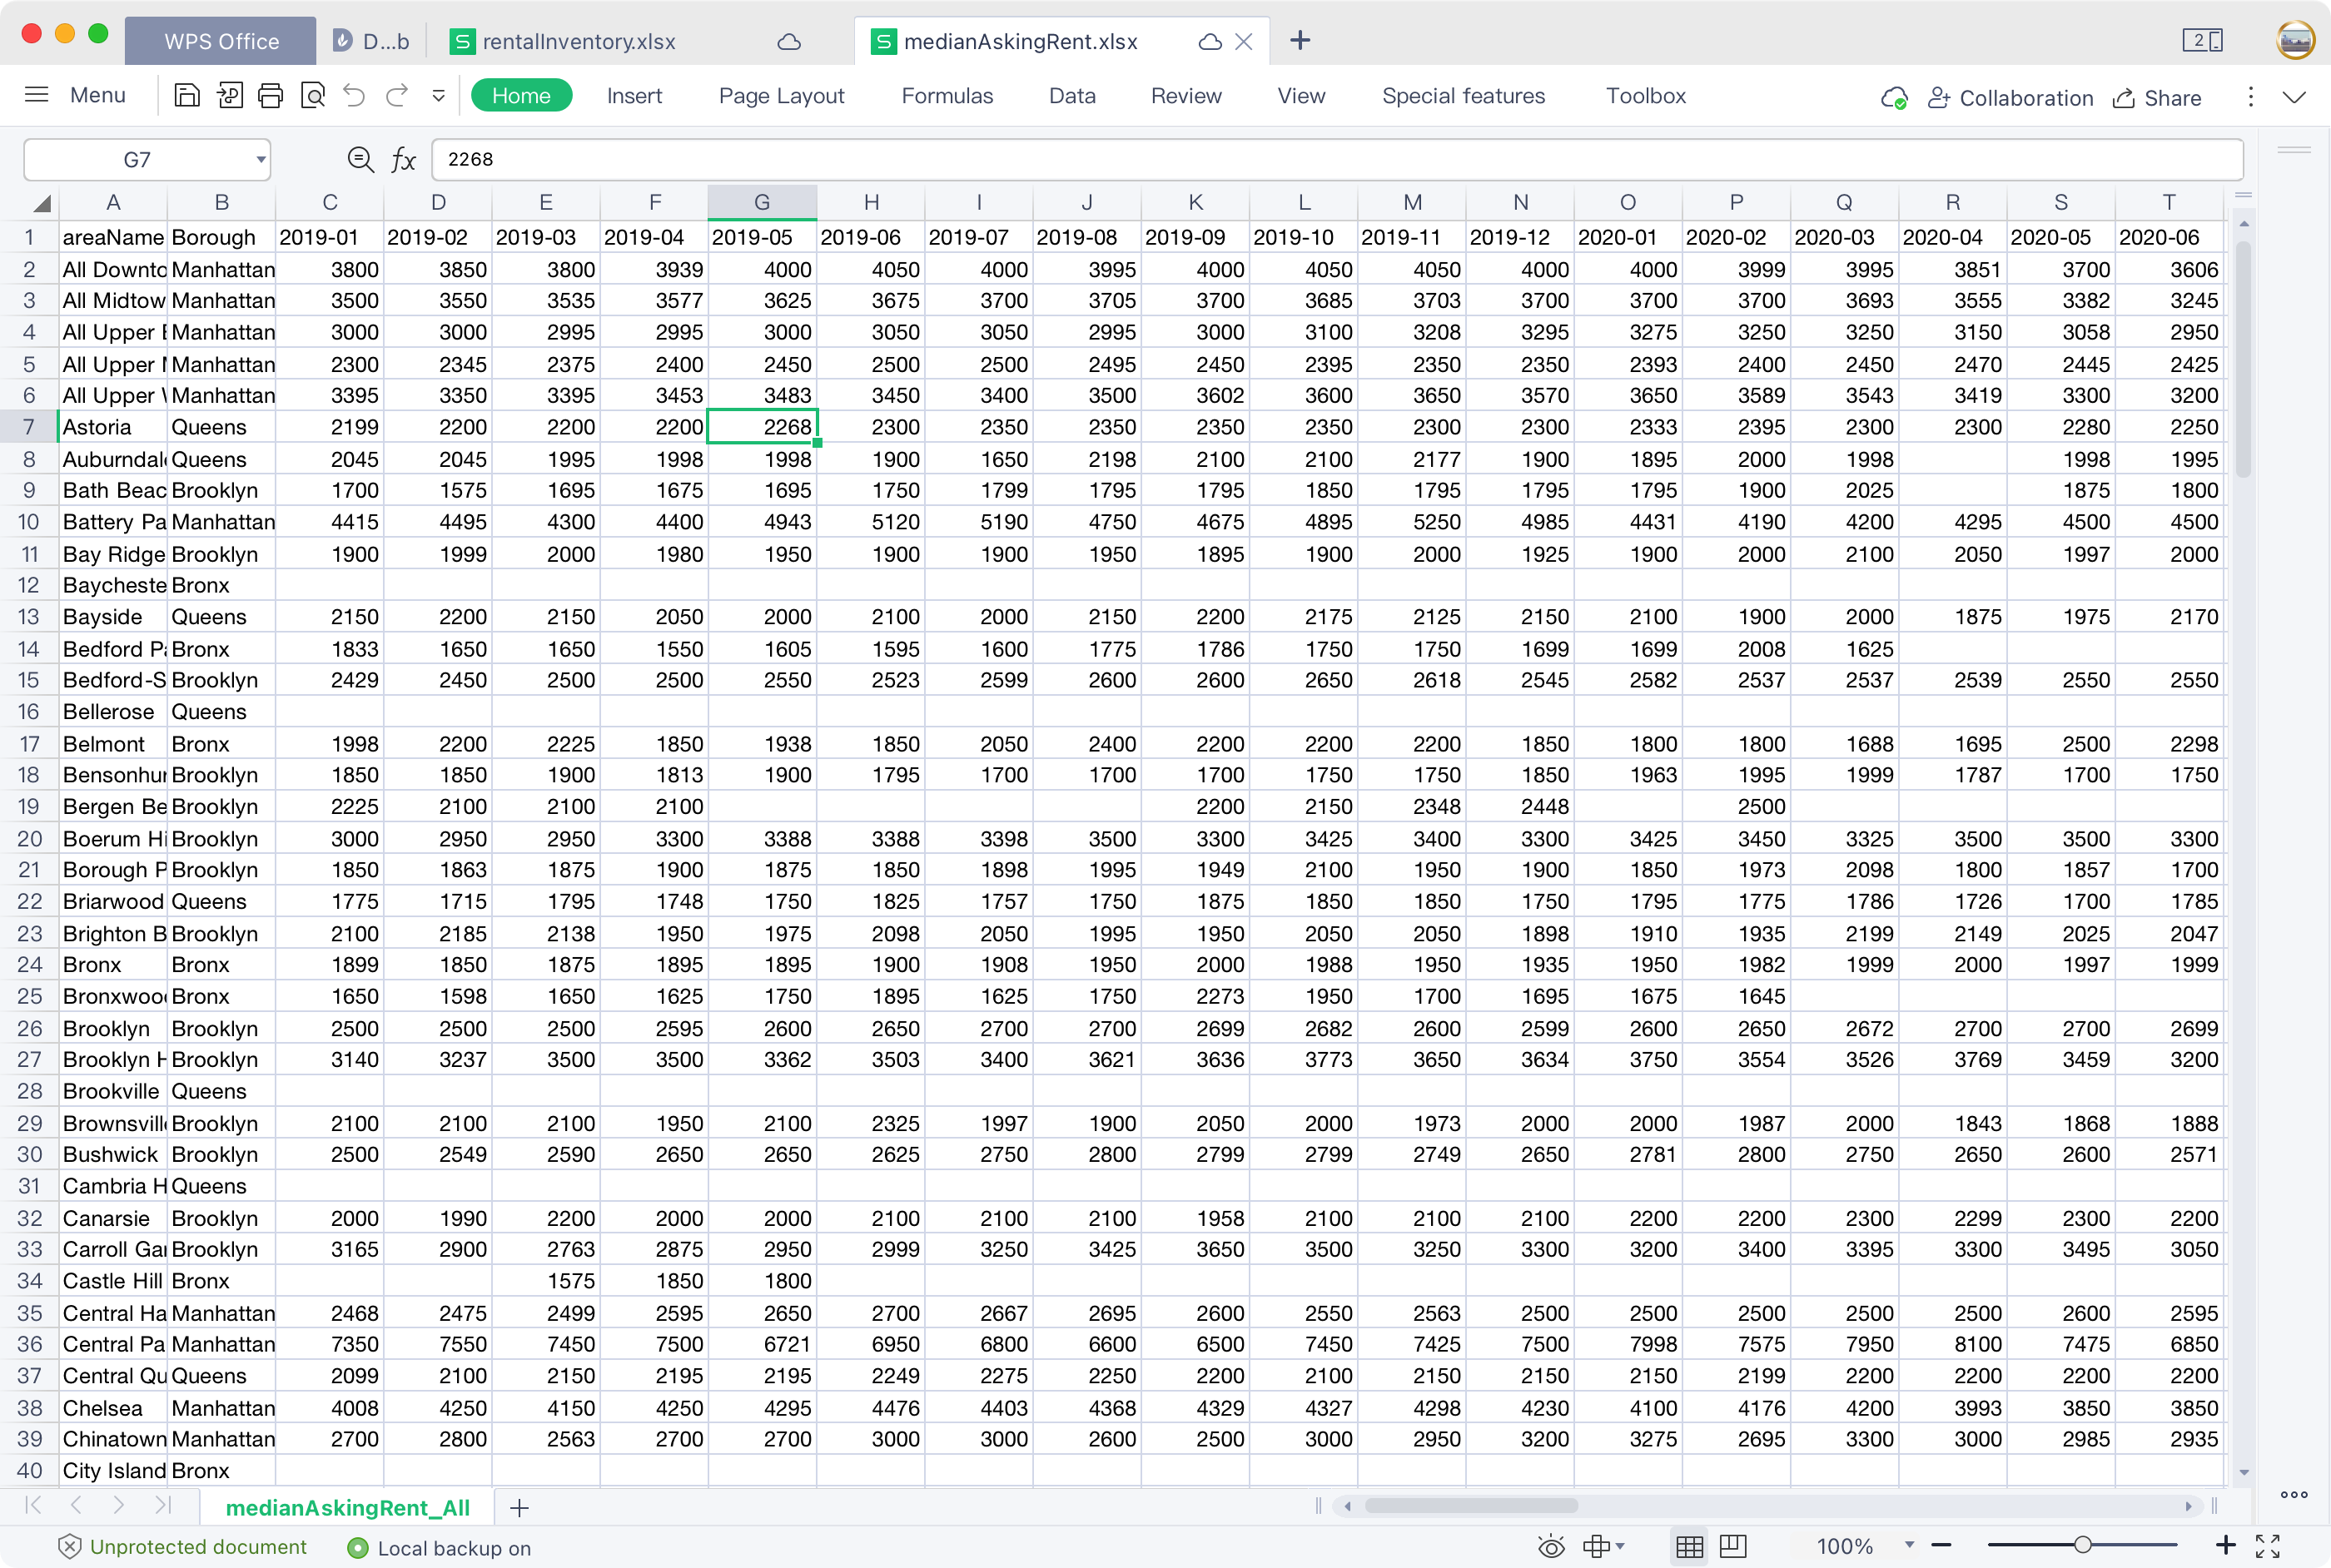 WPS Office D...b rentalInventory.xlsx medianAskingRent.xlsx 2
Menu Home Insert Page Layout Formulas Data Review View Special features Toolbox Collaboration Share
G7 fx 2268
A B C D E F G H I J K L M N O P Q R S T
1 areaName Borough 2019-01 2019-02 2019-03 2019-04 2019-05 2019-06 2019-07 2019-08 2019-09 2019-10 2019-11 2019-12 2020-01 2020-02 2020-03 2020-04 2020-05 2020-06
2 All Downto Manhattan 3800 3850 3800 3939 4000 4050 4000 3995 4000 4050 4050 4000 4000 3999 3995 3851 3700 3606
3 All Midtow Manhattan 3500 3550 3535 3577 3625 3675 3700 3705 3700 3685 3703 3700 3700 3700 3693 3555 3382 3245
4 All Upper Manhattan 3000 3000 2995 2995 3000 3050 3050 2995 3000 3100 3208 3295 3275 3250 3250 3150 3058 2950
5 All Upper Manhattan 2300 2345 2375 2400 2450 2500 2500 2495 2450 2395 2350 2350 2393 2400 2450 2470 2445 2425
6 All Upper Manhattan 3395 3350 3395 3453 3483 3450 3400 3500 3602 3600 3650 3570 3650 3589 3543 3419 3300 3200
7 Astoria Queens 2199 2200 2200 2200 2268 2300 2350 2350 2350 2350 2300 2300 2333 2395 2300 2300 2280 2250
8 Auburndal Queens 2045 2045 1995 1998 1998 1900 1650 2198 2100 2100 2177 1900 1895 2000 1998 1998 1995
9 Bath Beac Brooklyn 1700 1575 1695 1675 1695 1750 1799 1795 1795 1850 1795 1795 1795 1900 2025 1875 1800
10 Battery Pa Manhattan 4415 4495 4300 4400 4943 5120 5190 4750 4675 4895 5250 4985 4431 4190 4200 4295 4500 4500
11 Bay Ridge Brooklyn 1900 1999 2000 1980 1950 1900 1900 1950 1895 1900 2000 1925 1900 2000 2100 2050 1997 2000
12 Baycheste Bronx
13 Bayside Queens 2150 2200 2150 2050 2000 2100 2000 2150 2200 2175 2125 2150 2100 1900 2000 1875 1975 2170
14 Bedford Pa Bronx 1833 1650 1650 1550 1605 1595 1600 1775 1786 1750 1750 1699 1699 2008 1625
15 Bedford-S Brooklyn 2429 2450 2500 2500 2550 2523 2599 2600 2600 2650 2618 2545 2582 2537 2537 2539 2550 2550
16 Bellerose Queens
17 Belmont Bronx 1998 2200 2225 1850 1938 1850 2050 2400 2200 2200 2200 1850 1800 1800 1688 1695 2500 2298
18 Bensonhur Brooklyn 1850 1850 1900 1813 1900 1795 1700 1700 1700 1750 1750 1850 1963 1995 1999 1787 1700 1750
19 Bergen Be Brooklyn 2225 2100 2100 2100 2200 2150 2348 2448 2500
20 Boerum Hi Brooklyn 3000 2950 2950 3300 3388 3388 3398 3500 3300 3425 3400 3300 3425 3450 3325 3500 3500 3300
21 Borough P Brooklyn 1850 1863 1875 1900 1875 1850 1898 1995 1949 2100 1950 1900 1850 1973 2098 1800 1857 1700
22 Briarwood Queens 1775 1715 1795 1748 1750 1825 1757 1750 1875 1850 1850 1750 1795 1775 1786 1726 1700 1785
23 Brighton B Brooklyn 2100 2185 2138 1950 1975 2098 2050 1995 1950 2050 2050 1898 1910 1935 2199 2149 2025 2047
24 Bronx Bronx 1899 1850 1875 1895 1895 1900 1908 1950 2000 1988 1950 1935 1950 1982 1999 2000 1997 1999
25 Bronxwoo Bronx 1650 1598 1650 1625 1750 1895 1625 1750 2273 1950 1700 1695 1675 1645
26 Brooklyn Brooklyn 2500 2500 2500 2595 2600 2650 2700 2700 2699 2682 2600 2599 2600 2650 2672 2700 2700 2699
27 Brooklyn H Brooklyn 3140 3237 3500 3500 3362 3503 3400 3621 3636 3773 3650 3634 3750 3554 3526 3769 3459 3200
28 Brookville Queens
29 Brownsvill Brooklyn 2100 2100 2100 1950 2100 2325 1997 1900 2050 2000 1973 2000 2000 1987 2000 1843 1868 1888
30 Bushwick Brooklyn 2500 2549 2590 2650 2650 2625 2750 2800 2799 2799 2749 2650 2781 2800 2750 2650 2600 2571
31 Cambria H Queens
32 Canarsie Brooklyn 2000 1990 2200 2000 2000 2100 2100 2100 1958 2100 2100 2100 2200 2200 2300 2299 2300 2200
33 Carroll Gar Brooklyn 3165 2900 2763 2875 2950 2999 3250 3425 3650 3500 3250 3300 3200 3400 3395 3300 3495 3050
34 Castle Hill Bronx 1575 1850 1800
35 Central Ha Manhattan 2468 2475 2499 2595 2650 2700 2667 2695 2600 2550 2563 2500 2500 2500 2500 2500 2600 2595
36 Central Pa Manhattan 7350 7550 7450 7500 6721 6950 6800 6600 6500 7450 7425 7500 7998 7575 7950 8100 7475 6850
37 Central Qu Queens 2099 2100 2150 2195 2195 2249 2275 2250 2200 2100 2150 2150 2150 2199 2200 2200 2200 2200
38 Chelsea Manhattan 4008 4250 4150 4250 4295 4476 4403 4368 4329 4327 4298 4230 4100 4176 4200 3993 3850 3850
39 Chinatown Manhattan 2700 2800 2563 2700 2700 3000 3000 2600 2500 3000 2950 3200 3275 2695 3300 3000 2985 2935
40 City Island Bronx
medianAskingRent_All
Unprotected document Local backup on 100%